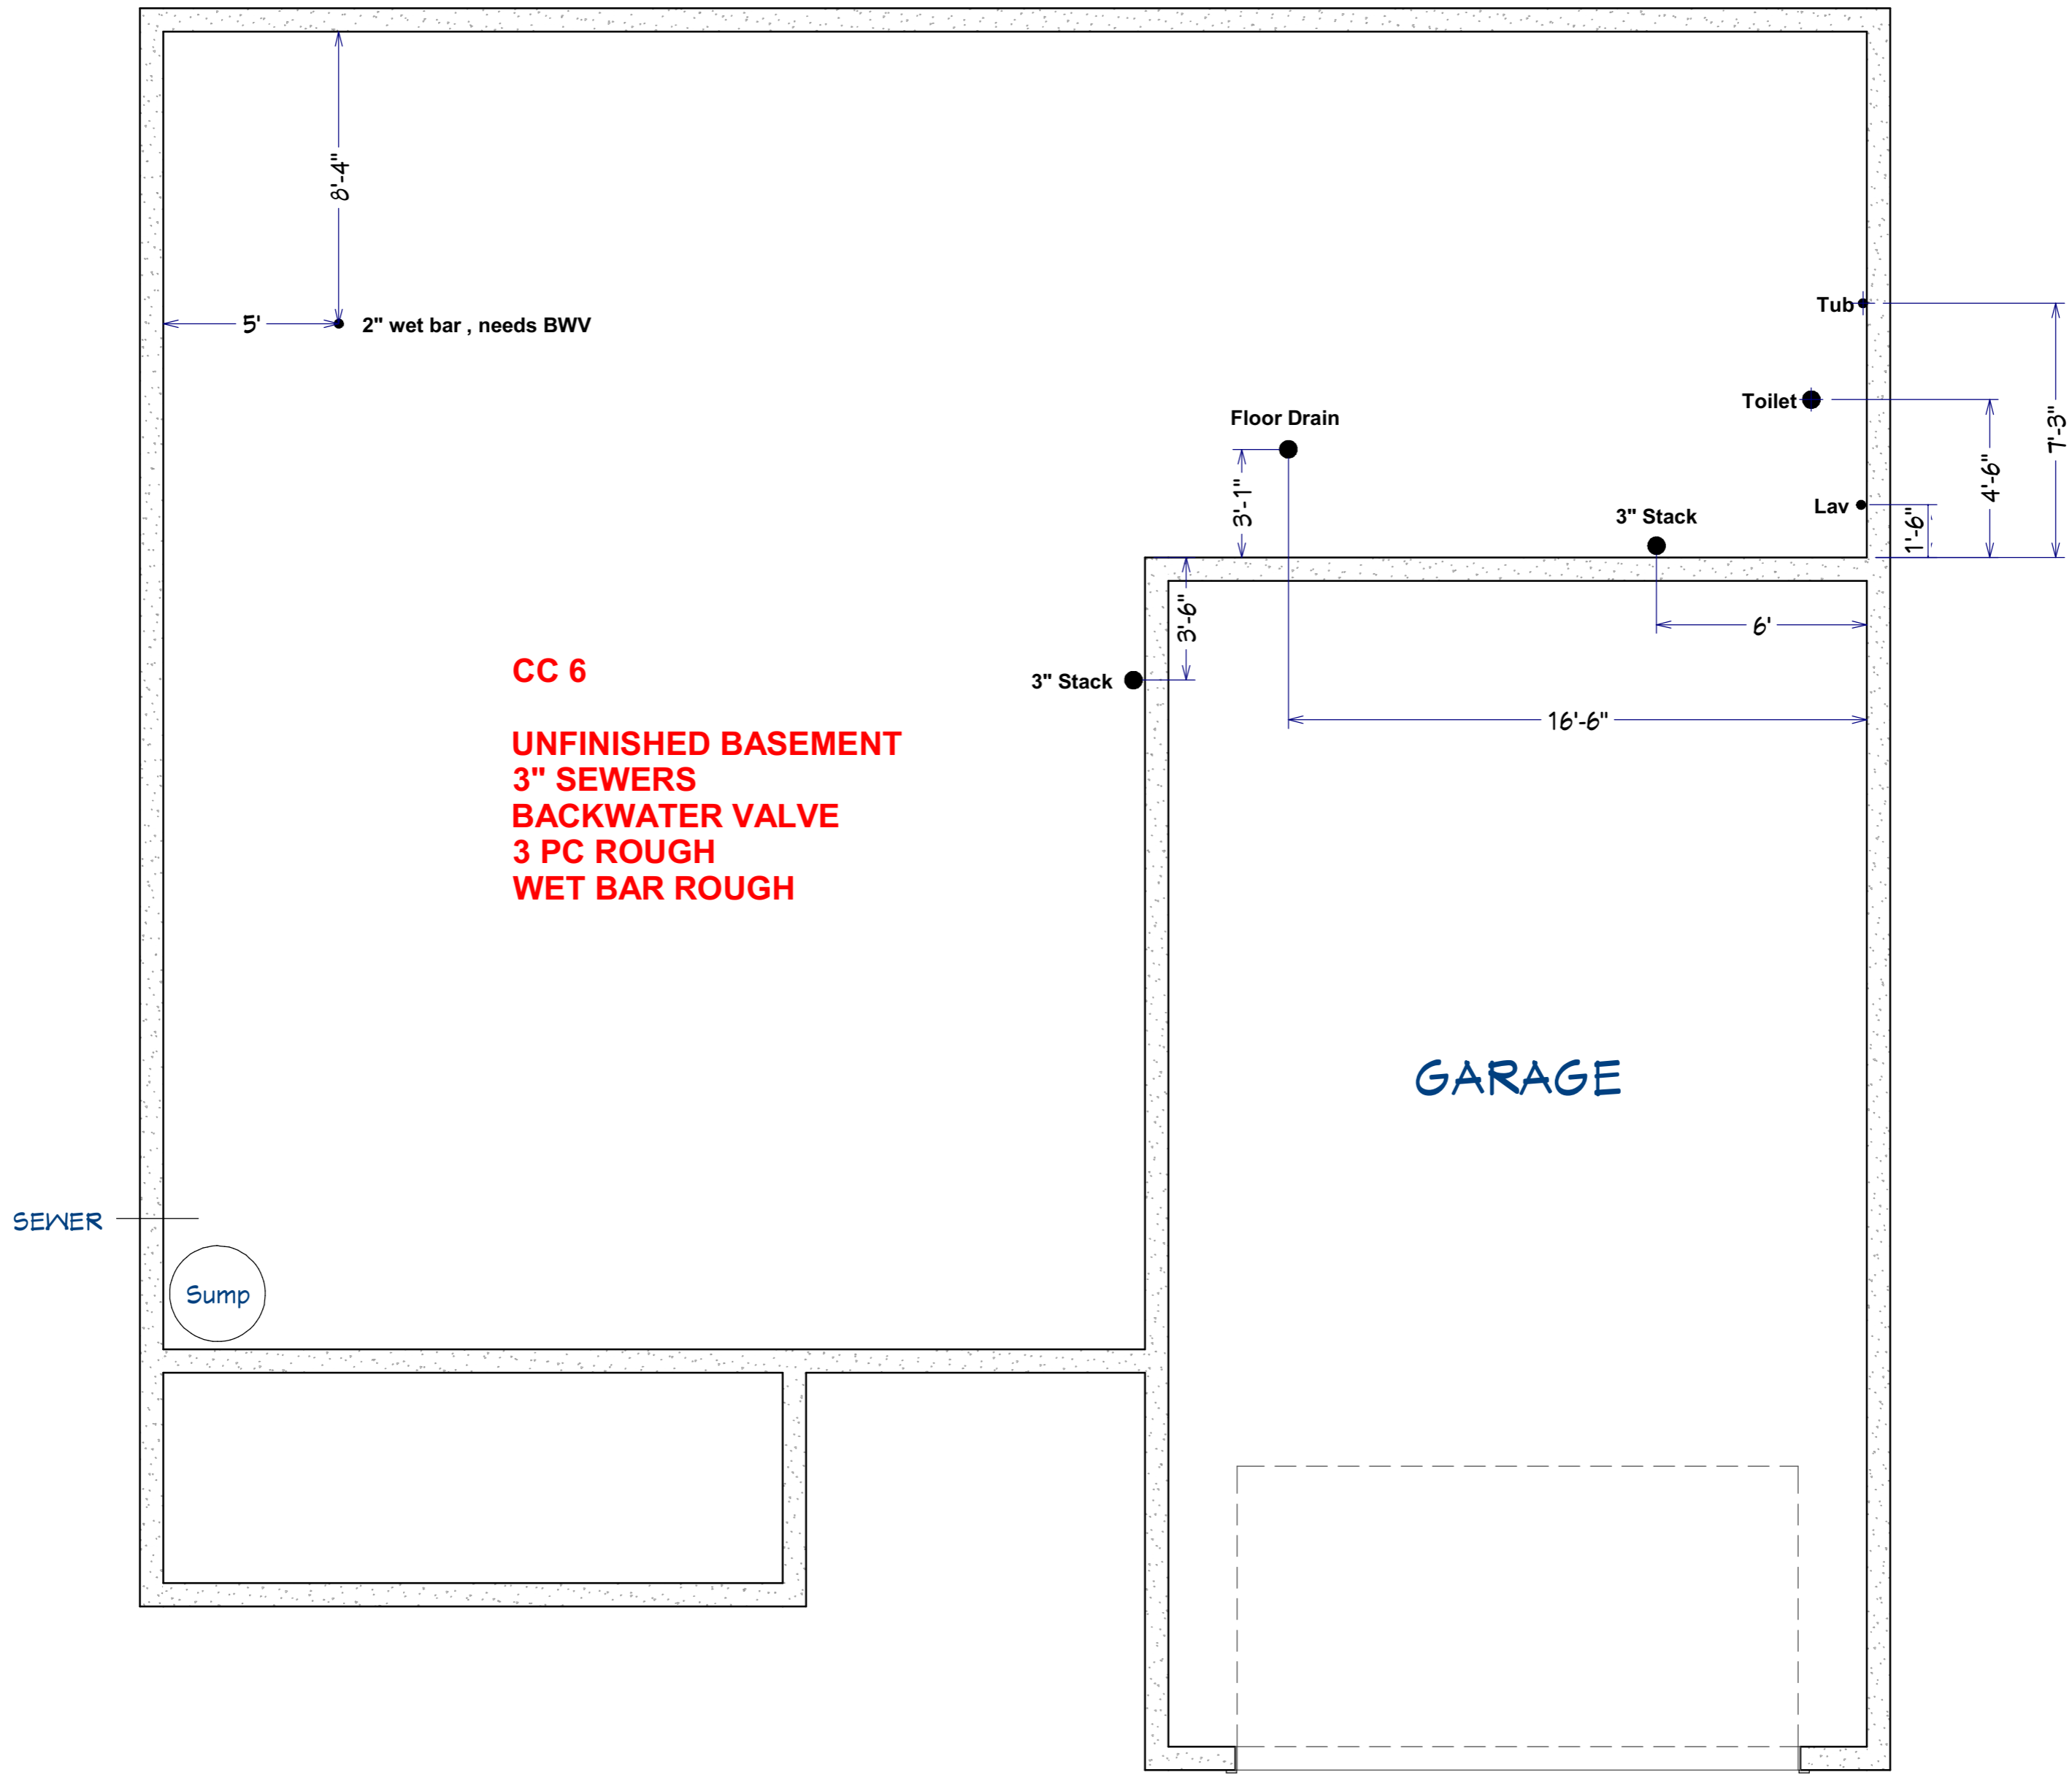 8'-4"
5'
2" wet bar , needs BWV
Tub
Toilet
7'-3"
Floor Drain
4'-6"
3'-1"
Lav
1'-6"
3" Stack
3'-6"
6'
3" Stack
16'-6"
CC 6
UNFINISHED BASEMENT
3" SEWERS
BACKWATER VALVE
3 PC ROUGH
WET BAR ROUGH
GARAGE
SEWER
Sump